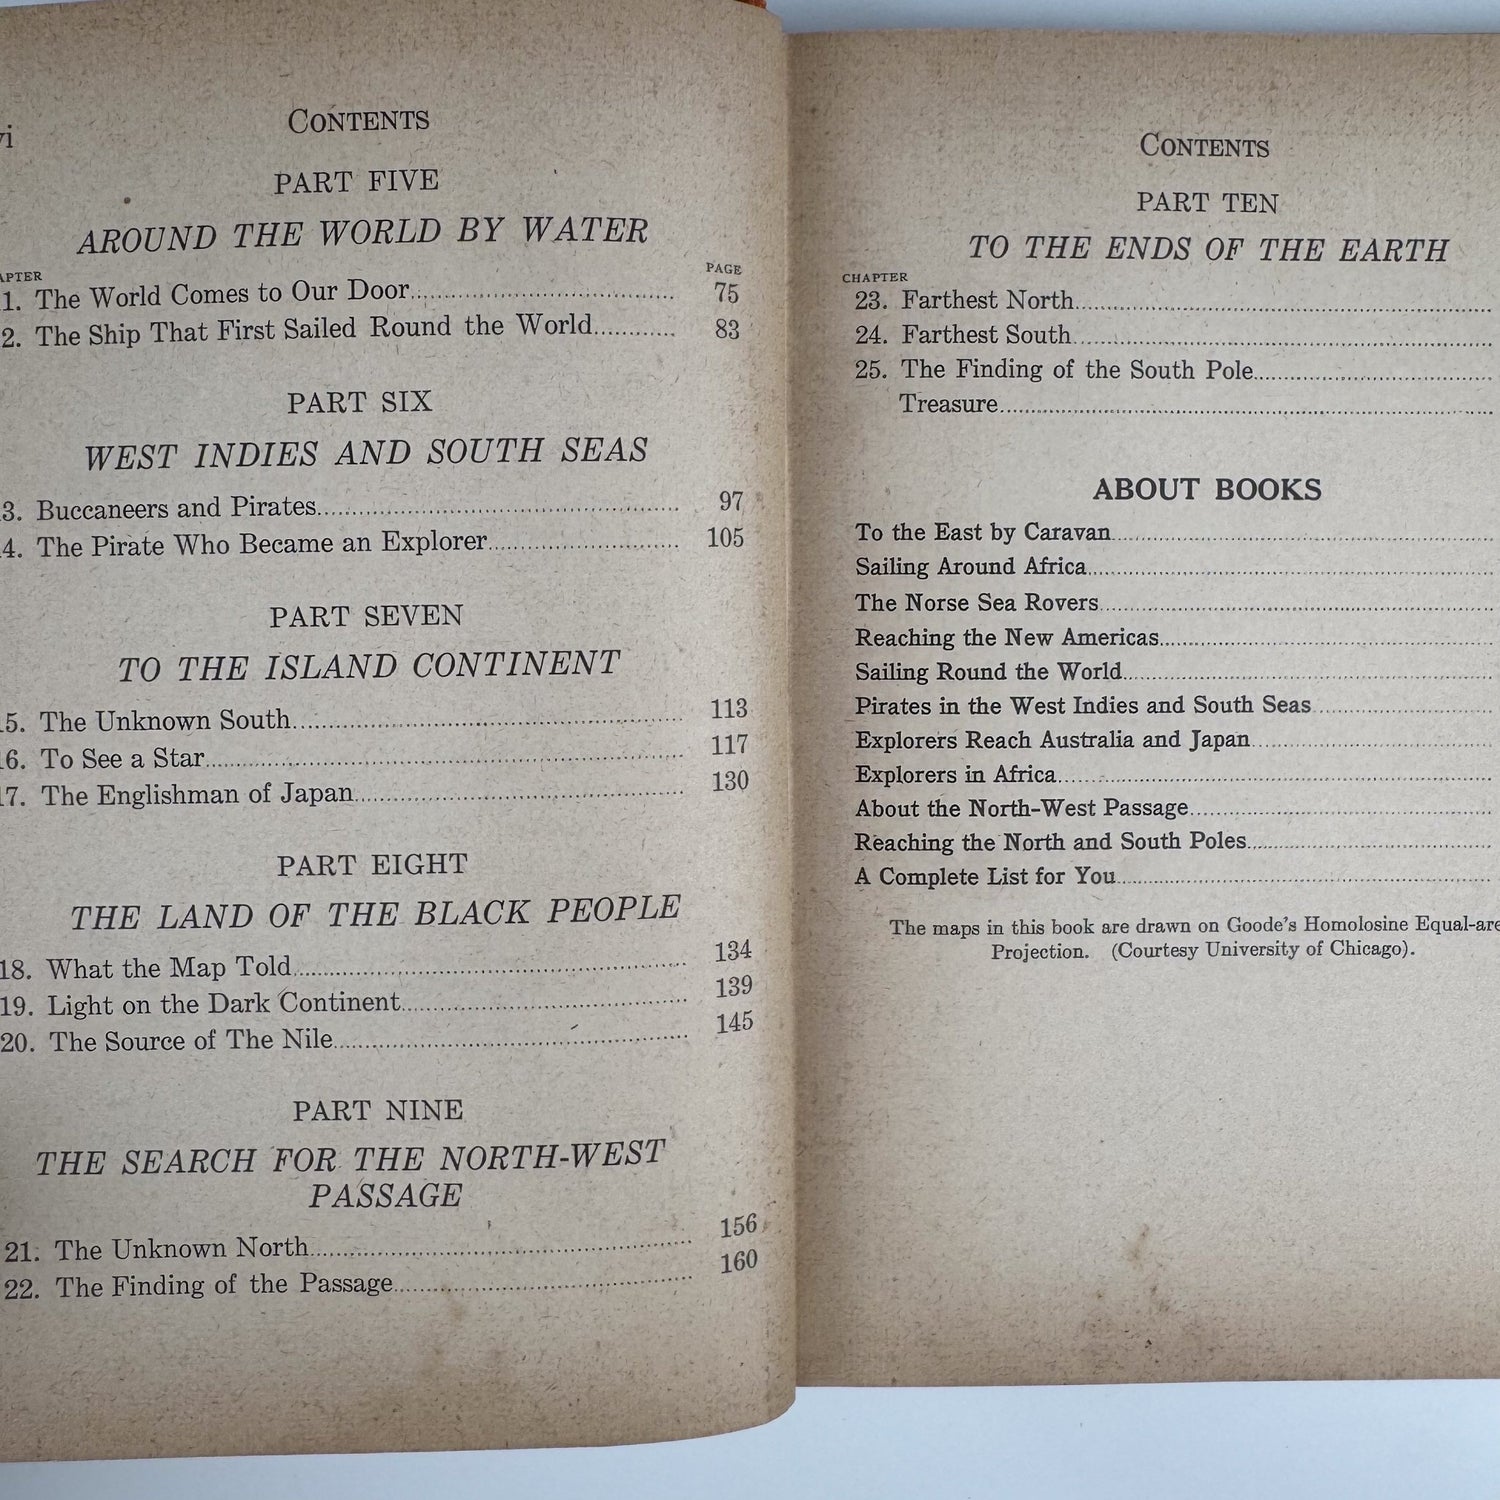 vi
CONTENTS
PART FIVE
AROUND THE WORLD BY WATER
APTER PAGE
1. The World Comes to Our Door 75
2. The Ship That First Sailed Round the World 83
PART SIX
WEST INDIES AND SOUTH SEAS
3. Buccaneers and Pirates 97
4. The Pirate Who Became an Explorer 105
PART SEVEN
TO THE ISLAND CONTINENT
15. The Unknown South 113
16. To See a Star 117
17. The Englishman of Japan 130
PART EIGHT
THE LAND OF THE BLACK PEOPLE
18. What the Map Told 134
19. Light on the Dark Continent 139
20. The Source of The Nile 145
PART NINE
THE SEARCH FOR THE NORTH-WEST
PASSAGE
21. The Unknown North 156
22. The Finding of the Passage 160
CONTENTS
PART TEN
TO THE ENDS OF THE EARTH
CHAPTER
23. Farthest North
24. Farthest South
25. The Finding of the South Pole
Treasure
ABOUT BOOKS
To the East by Caravan
Sailing Around Africa
The Norse Sea Rovers
Reaching the New Americas
Sailing Round the World
Pirates in the West Indies and South Seas
Explorers Reach Australia and Japan
Explorers in Africa
About the North-West Passage
Reaching the North and South Poles
A Complete List for You
The maps in this book are drawn on Goode's Homolosine Equal-are
Projection. (Courtesy University of Chicago).